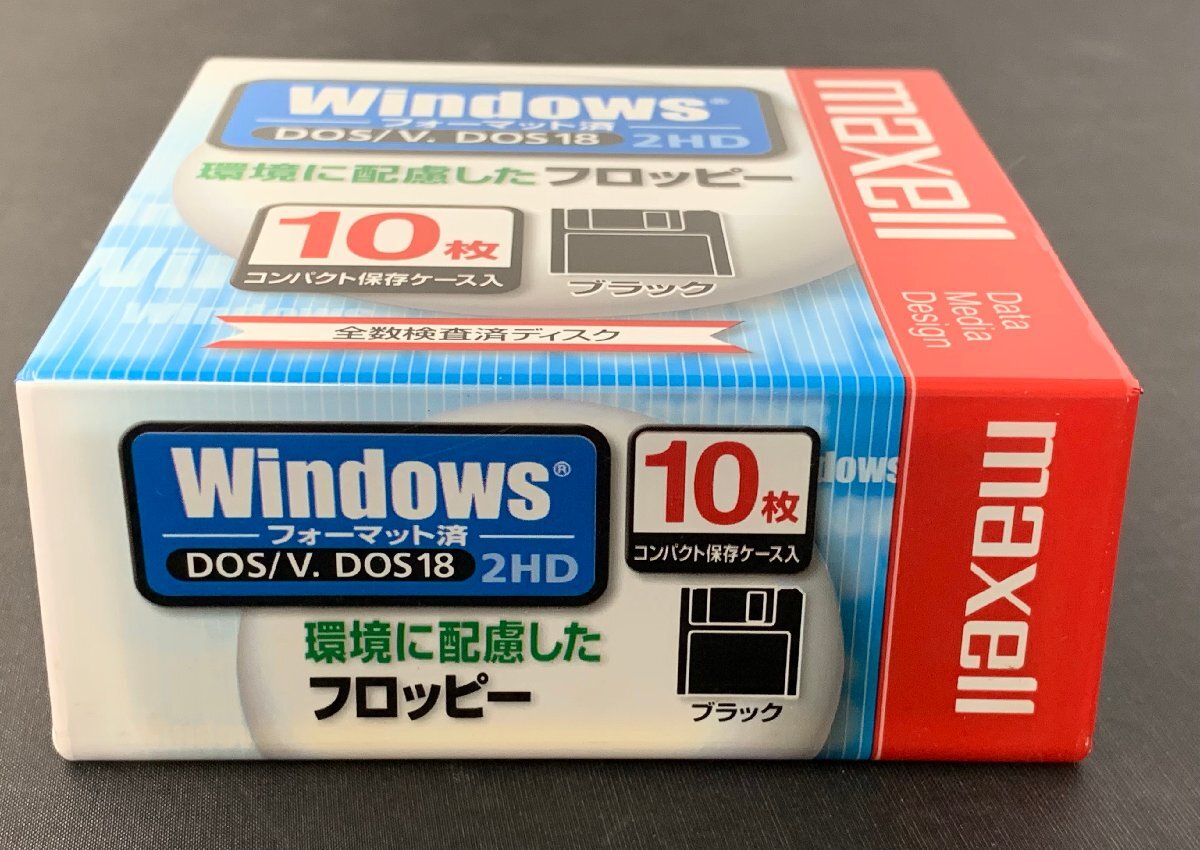 Windows®
フォーマット済
DOS/V. DOS18 2HD
環境に配慮したフロッピー
10枚
コンパクト保存ケース入
ブラック
全数検査済ディスク
maxell
Data
Media
Design
Windows®
フォーマット済
DOS/V. DOS18 2HD
10枚
コンパクト保存ケース入
環境に配慮した
フロッピー
ブラック
maxell